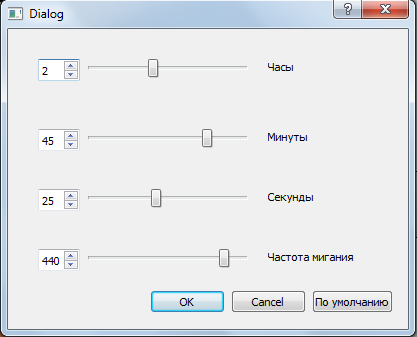 Dialog
2 Часы
45 Минуты
25 Секунды
440 Частота мигания
OK Cancel По умолчанию